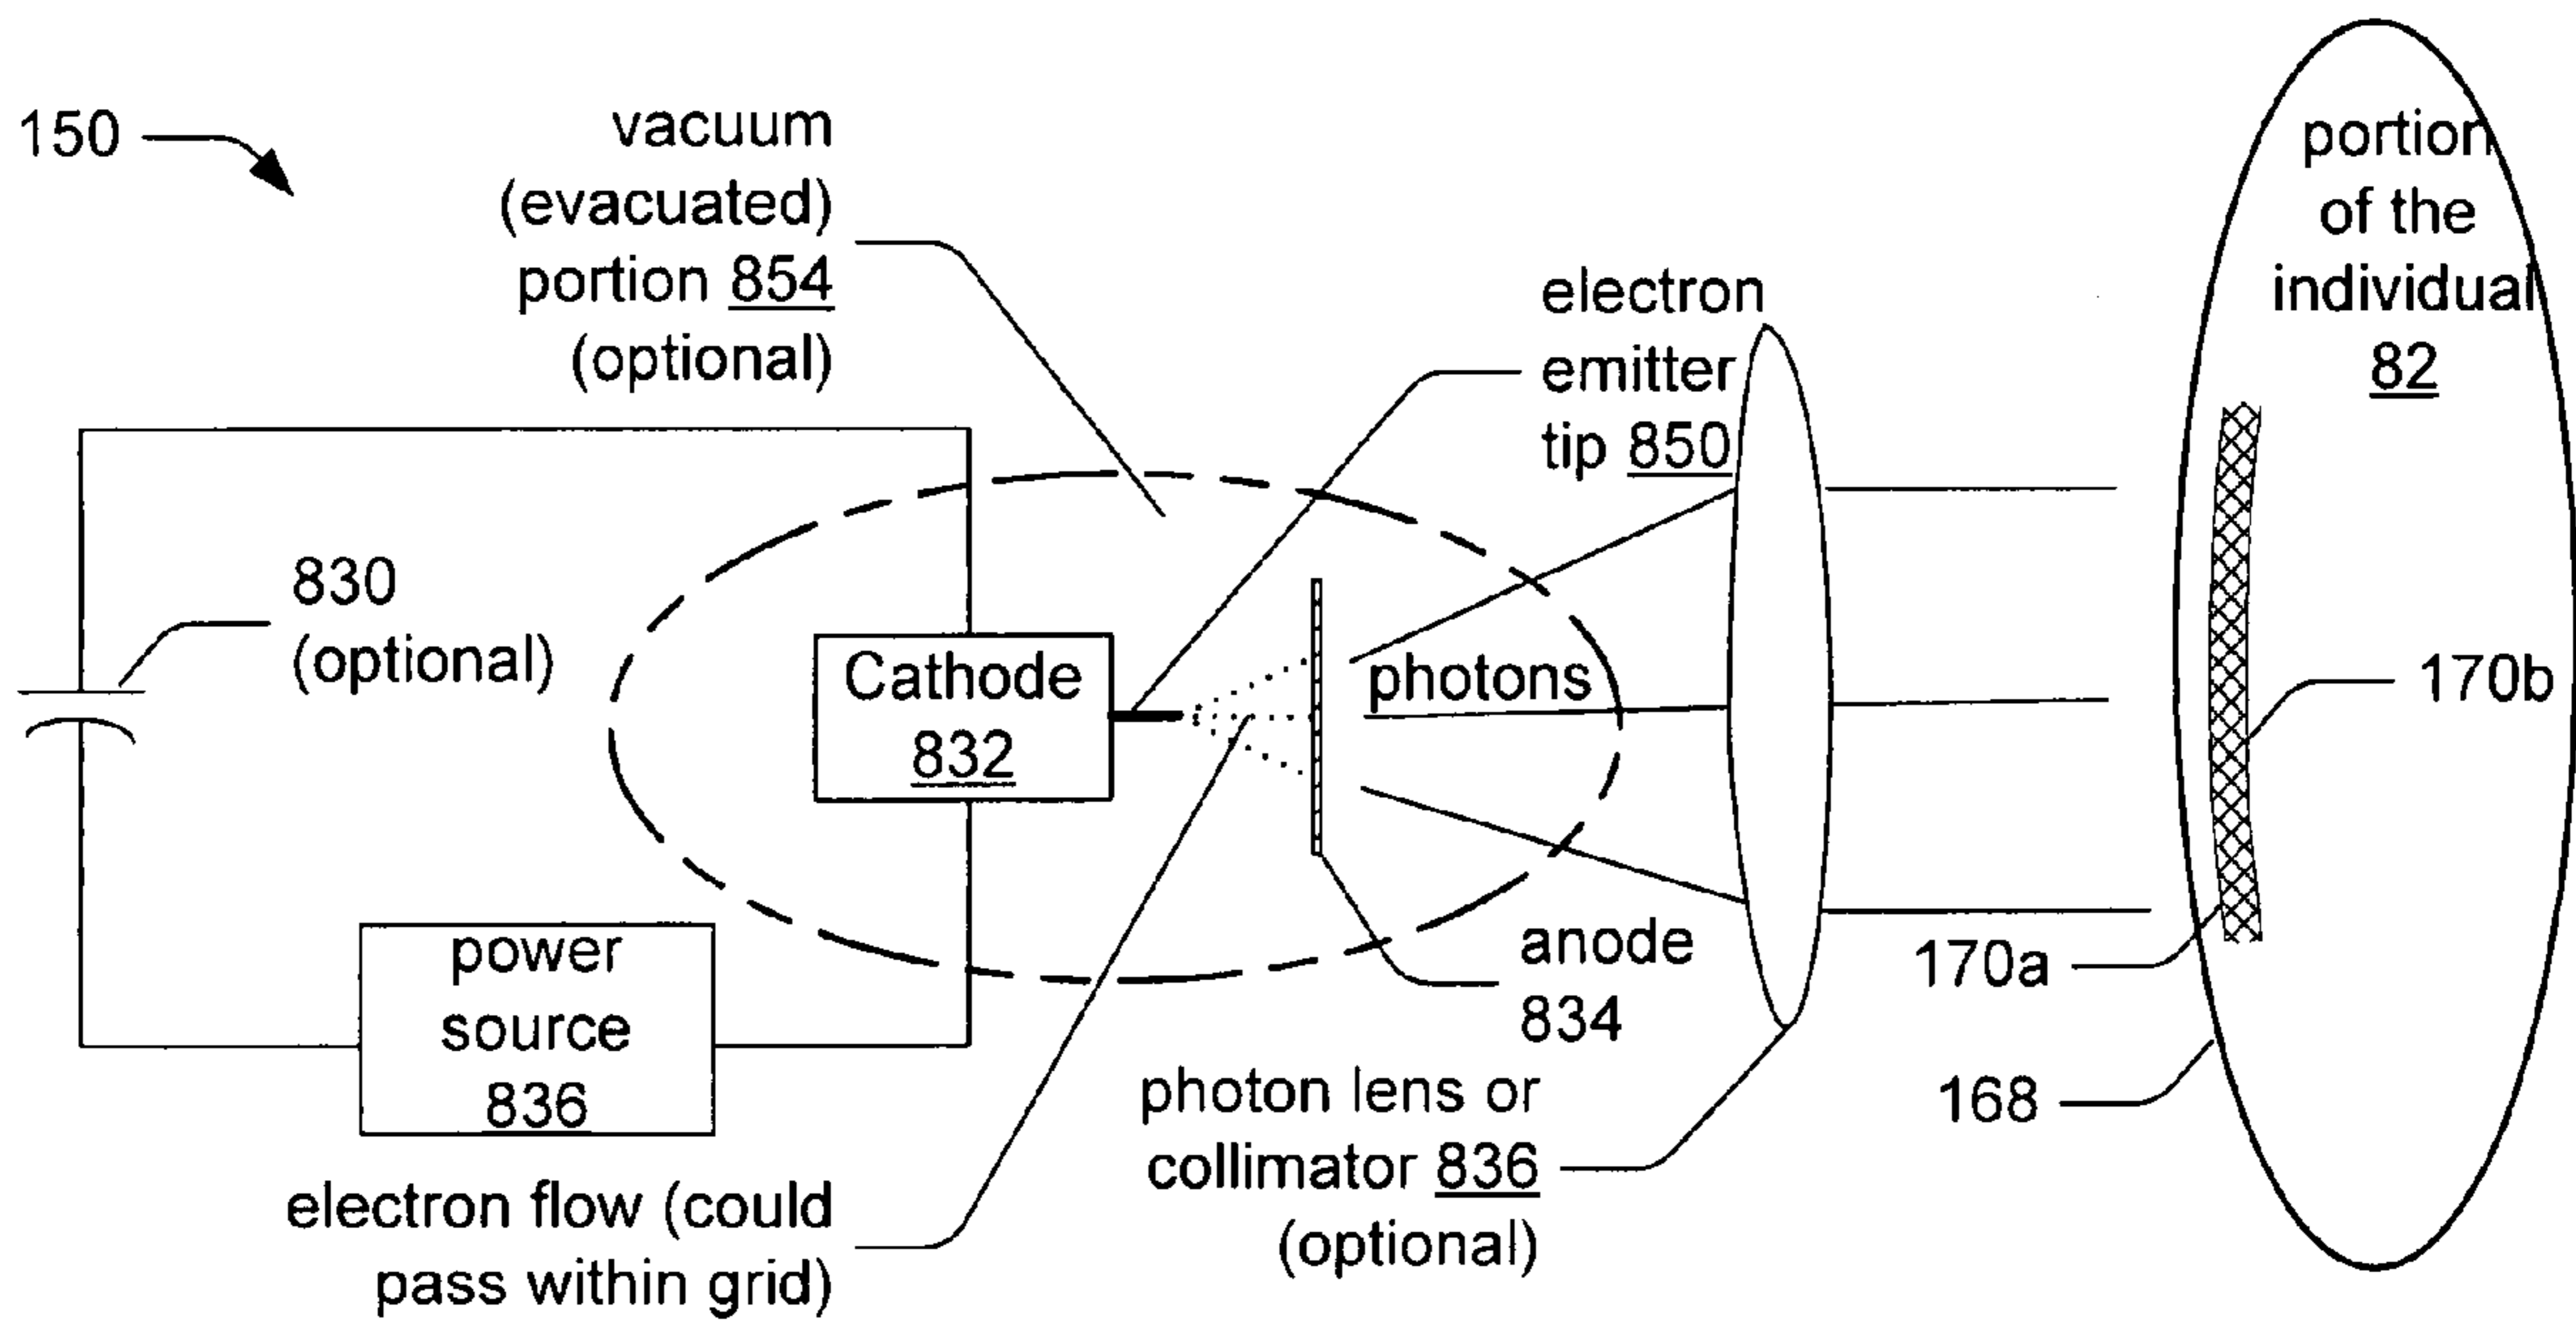 150
vacuum
(evacuated)
portion 854
(optional)
electron
emitter
tip 850
portion
of the
individual
82
830
(optional)
Cathode
832
photons
170b
power
source
836
anode
834
170a
168
photon lens or
collimator 836
(optional)
electron flow (could
pass within grid)